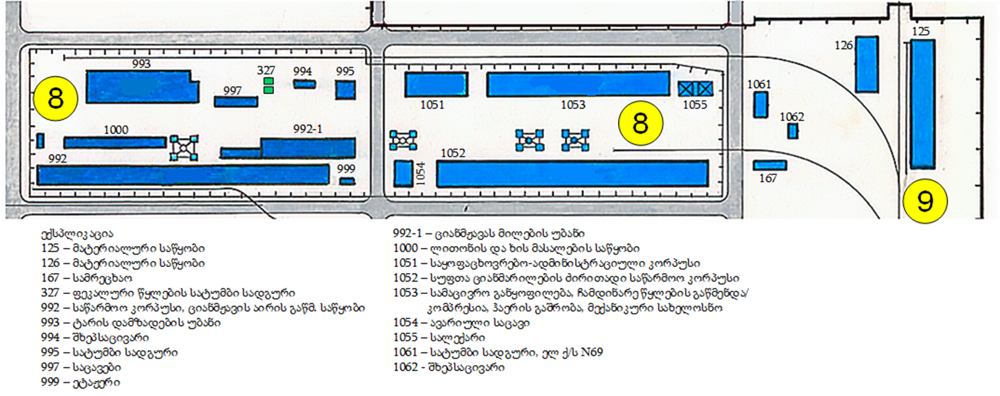 993
327
994
995
997
8
1000
992-1
992
999
1051
1053
1055
8
1052
1054
1061
1062
167
126
125
9
ექსპლიკაცია
125 – მატერიალური საწყობი
126 – მატერიალური საწყობი
167 – სამრეცხაო
327 – ფეკალური წყლების სატუმბი სადგური
992 – საწარმოო კორპუსი, ციანმჟავის აირის გაწმ. საწყობი
993 – ტარის დამზადების უბანი
994 – შხეფსაცივარი
995 – სატუმბი სადგური
997 – საცავები
999 – ეტაჟერი
992-1 – ციანმჟავას მილების უბანი
1000 – ლითონის და ხის მასალების საწყობი
1051 – საყოფაცხოვრებო-ადმინისტრაციული კორპუსი
1052 – სუფთა ციანმარილების ძირითადი საწარმოო კორპუსი
1053 – სამაცივრო განყოფილება, ჩამდინარე წყლების გაწმენდა/
კომპრესია, ჰაერის გაშრობა, მექანიკური სახელოსნო
1054 – ავარიული საცავი
1055 – სალექარი
1061 – სატუმბი სადგური, ელ ქ/ს N69
1062 - შხეფსაცივარი